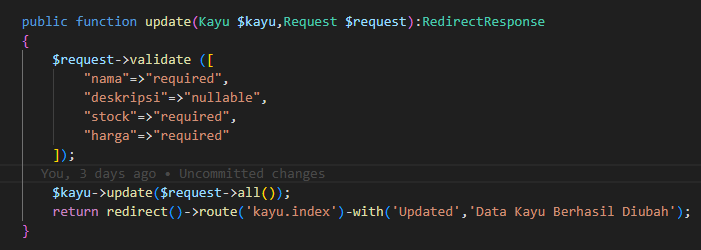 public function update(Kayu $kayu,Request $request):RedirectResponse
{
$request->validate ([
"nama"=>"required",
"deskripsi"=>"nullable",
"stock"=>"required",
"harga"=>"required"
]);
You, 3 days ago • Uncommitted changes
$kayu->update($request->all());
return redirect()->route('kayu.index')-with('Updated','Data Kayu Berhasil Diubah');
}